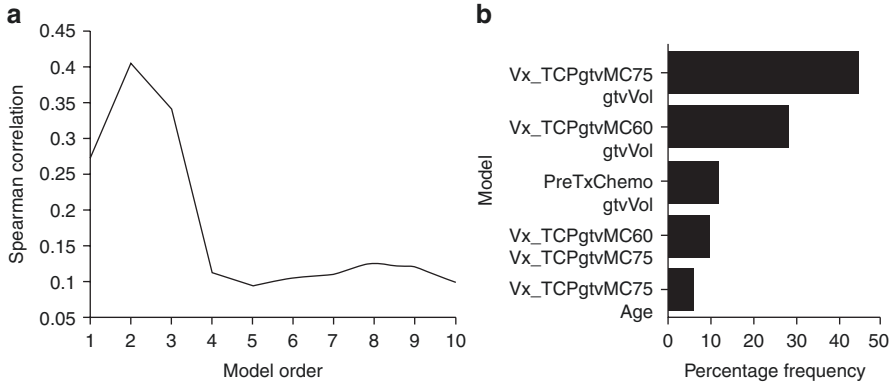 a
0.45
0.4
0.35
0.3
0.25
0.2
0.15
0.1
0.05
1 2 3 4 5 6 7 8 9 10
Spearman correlation
Model order
b
Vx_TCPgtvMC75
gtvVol
Vx_TCPgtvMC60
gtvVol
PreTxChemo
gtvVol
Vx_TCPgtvMC60
Vx_TCPgtvMC75
Vx_TCPgtvMC75
Age
Model
0 10 20 30 40 50
Percentage frequency